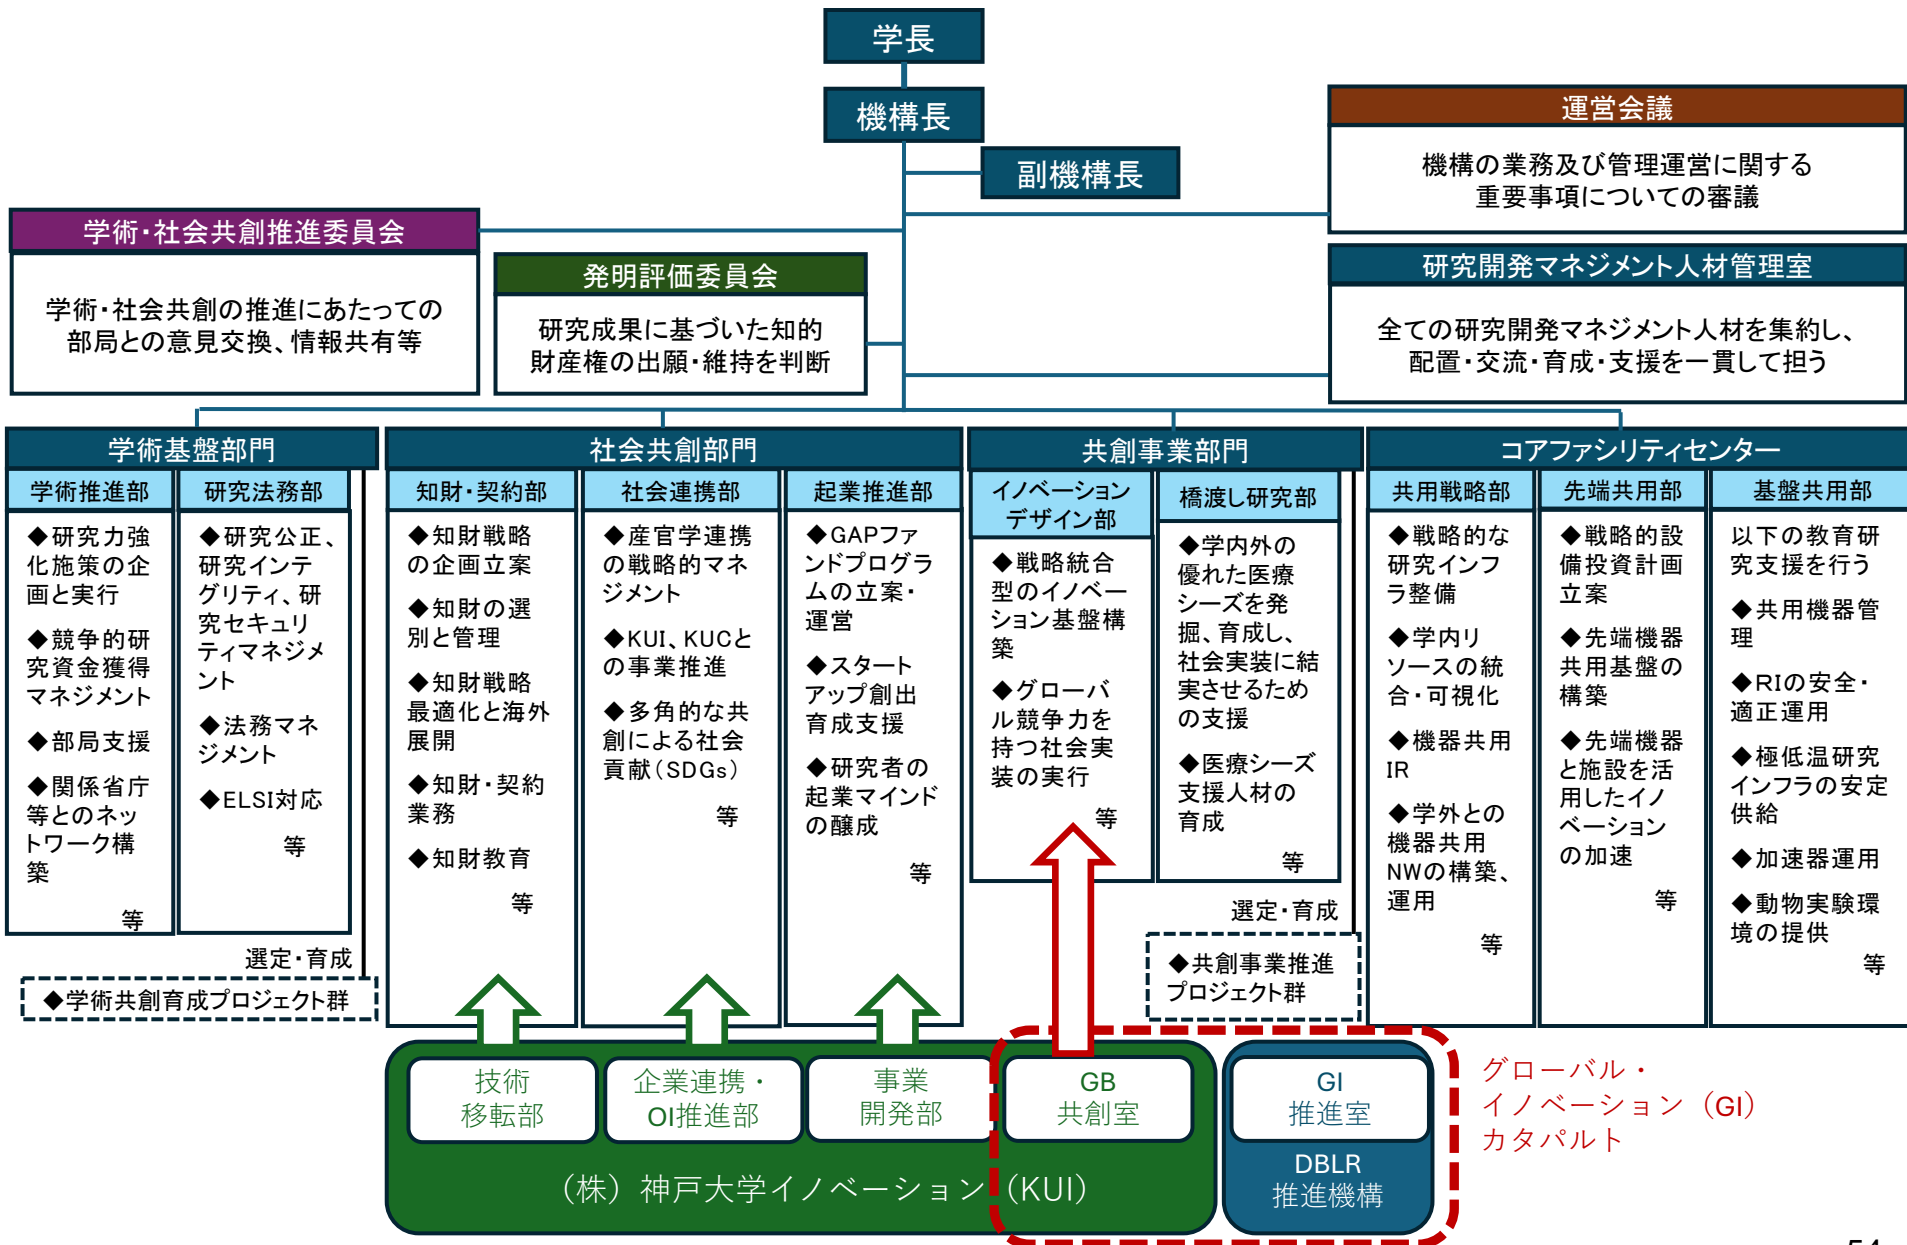 学長
機構長
副機構長
運営会議
機構の業務及び管理運営に関する
重要事項についての審議
学術・社会共創推進委員会
学術・社会共創の推進にあたっての
部局との意見交換、情報共有等
発明評価委員会
研究成果に基づいた知的
財産権の出願・維持を判断
研究開発マネジメント人材管理室
全ての研究開発マネジメント人材を集約し、
配置・交流・育成・支援を一貫して担う
学術基盤部門
学術推進部
◆研究力強
化施策の企
画と実行
◆競争的研
究資金獲得
マネジメント
◆部局支援
◆関係省庁
等とのネッ
トワーク構
築
等
研究法務部
◆研究公正、
研究インテ
グリティ、研
究セキュリ
ティマネジメ
ント
◆法務マネ
ジメント
◆ELSI対応
等
選定・育成
◆学術共創育成プロジェクト群
社会共創部門
知財・契約部
◆知財戦略
の企画立案
◆知財の選
別と管理
◆知財戦略
最適化と海外
展開
◆知財・契約
業務
◆知財教育
等
社会連携部
◆産官学連携
の戦略的マネ
ジメント
◆KUI、KUCと
の事業推進
◆多角的な共
創による社会
貢献（SDGs）
等
起業推進部
◆GAPファ
ンドプログラ
ムの立案・
運営
◆スタート
アップ創出
育成支援
◆研究者の
起業マインド
の醸成
等
共創事業部門
イノベーション
デザイン部
◆戦略統合
型のイノベー
ション基盤構
築
◆グローバ
ル競争力を
持つ社会実
装の実行
等
橋渡し研究部
◆学内外の
優れた医療
シーズを発
掘、育成し、
社会実装に結
実させるため
の支援
◆医療シーズ
支援人材の
育成
等
選定・育成
◆共創事業推進
プロジェクト群
コアファシリティセンター
共用戦略部
◆戦略的な
研究インフ
ラ整備
◆学内リ
ソースの統
合・可視化
◆機器共用
IR
◆学外との
機器共用
NWの構築、
運用
等
先端共用部
◆戦略的設
備投資計画
立案
◆先端機器
共用基盤の
構築
◆先端機器
と施設を活
用したイノ
ベーション
の加速
等
基盤共用部
以下の教育研
究支援を行う
◆共用機器管
理
◆RIの安全・
適正運用
◆極低温研究
インフラの安定
供給
◆加速器運用
◆動物実験環
境の提供
等
技術
移転部
企業連携・
OI推進部
事業
開発部
GB
共創室
（株）神戸大学イノベーション（KUI）
GI
推進室
DBLR
推進機構
グローバル・
イノベーション（GI）
カタパルト